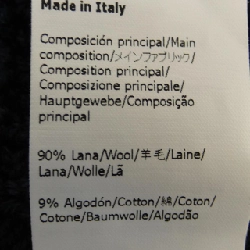 Made in Italy
Composición principal/Main
composition/メインファブリック/
Composition principal/
Composizione principale/
Hauptgewebe/Composição
principal
90% Lana/Wool/羊毛/Laine/
Lana/Wolle/Lã
9% Algodón/Cotton/綿/Coton/
Cotone/Baumwolle/Algodão